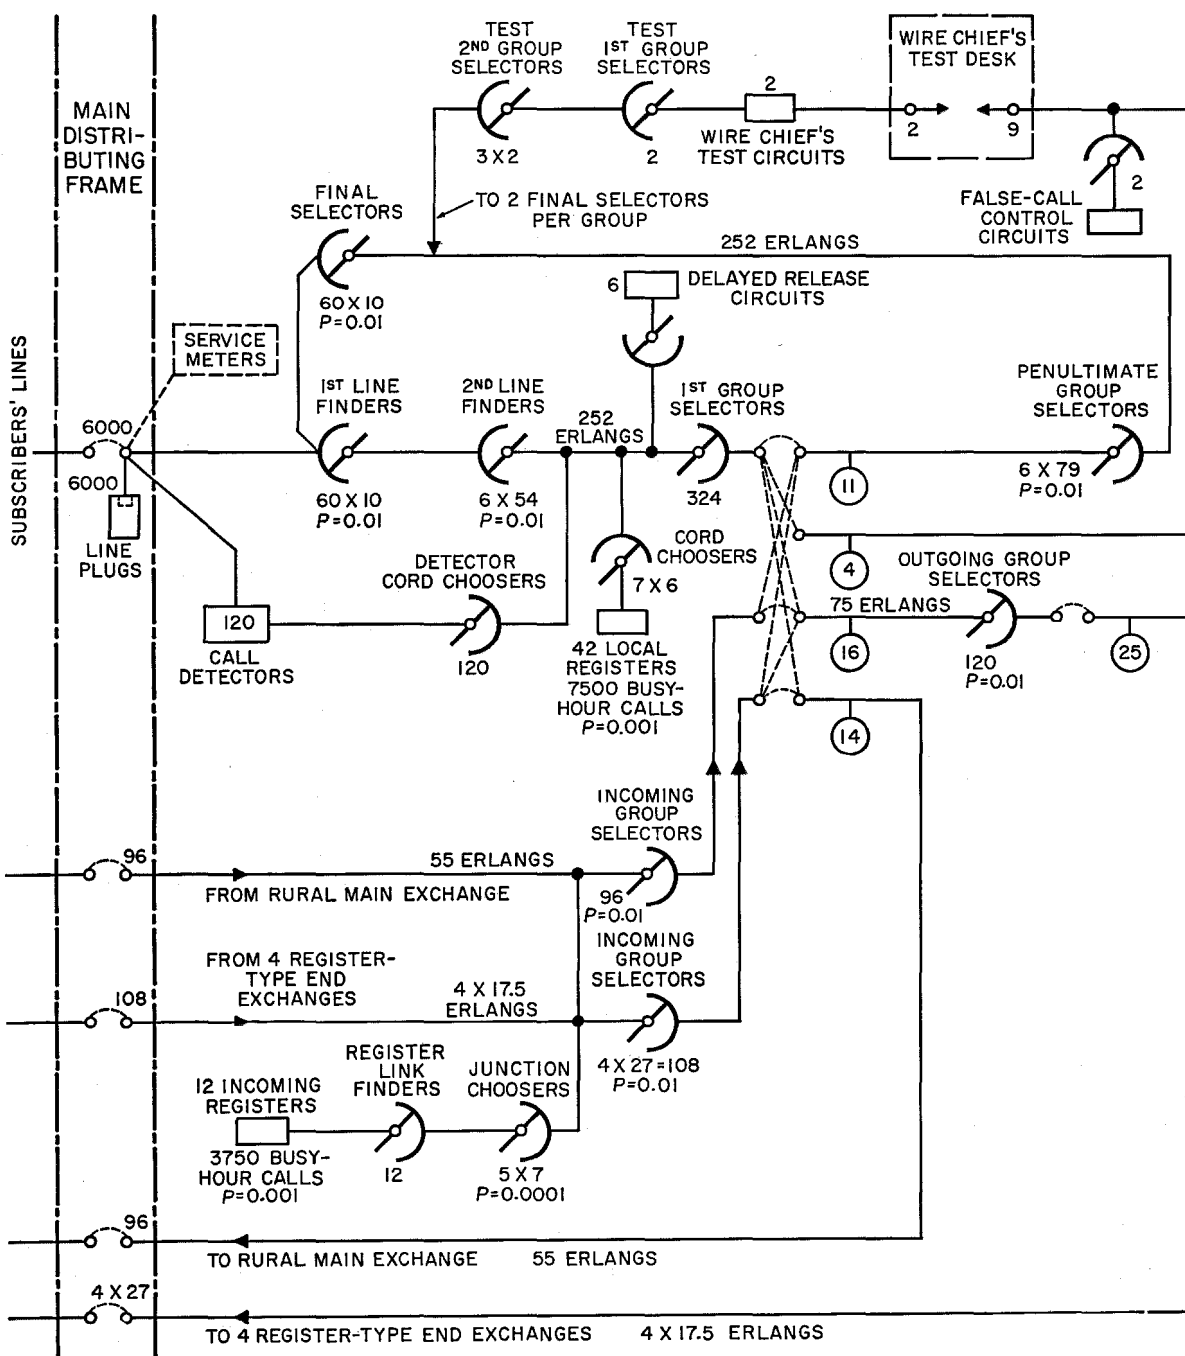 TEST
2ND GROUP
SELECTORS
3 X 2
TEST
1ST GROUP
SELECTORS
2
2
WIRE CHIEF'S
TEST CIRCUITS
WIRE CHIEF'S
TEST DESK
2
9
2
FALSE-CALL
CONTROL
CIRCUITS
MAIN
DISTRI-
BUTING
FRAME
TO 2 FINAL SELECTORS
PER GROUP
FINAL
SELECTORS
60 X 10
P=0.01
252 ERLANGS
6
DELAYED RELEASE
CIRCUITS
SERVICE
METERS
SUBSCRIBERS' LINES
6000
6000
LINE
PLUGS
1ST LINE
FINDERS
60 X 10
P=0.01
2ND LINE
FINDERS
6 X 54
P=0.01
252
ERLANGS
1ST GROUP
SELECTORS
324
PENULTIMATE
GROUP
SELECTORS
6 X 79
P=0.01
11
4
CORD
CHOOSERS
7 X 6
42 LOCAL
REGISTERS
7500 BUSY-
HOUR CALLS
P=0.001
DETECTOR
CORD CHOOSERS
120
120
CALL
DETECTORS
OUTGOING GROUP
SELECTORS
75 ERLANGS
16
120
P=0.01
25
14
INCOMING
GROUP
SELECTORS
96
P=0.01
96
55 ERLANGS
FROM RURAL MAIN EXCHANGE
INCOMING
GROUP
SELECTORS
4 X 27=108
P=0.01
FROM 4 REGISTER-
TYPE END
EXCHANGES
108
4 X 17.5
ERLANGS
REGISTER
LINK
FINDERS
12
JUNCTION
CHOOSERS
5 X 7
P=0.0001
12 INCOMING
REGISTERS
3750 BUSY-
HOUR CALLS
P=0.001
96
TO RURAL MAIN EXCHANGE 55 ERLANGS
4 X 27
TO 4 REGISTER-TYPE END EXCHANGES 4 X 17.5 ERLANGS